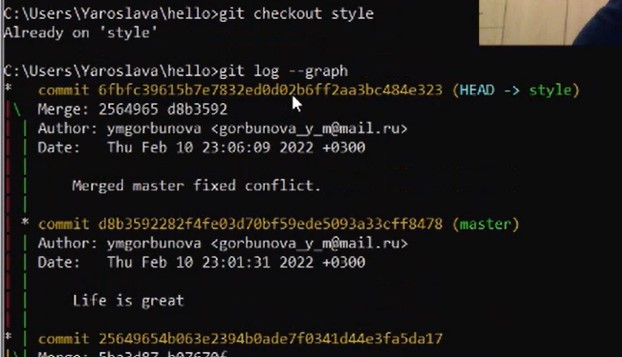 C:\Users\Yaroslava\hello>git checkout style
Already on 'style'
C:\Users\Yaroslava\hello>git log --graph
* commit 6fbfc39615b7e7832ed0d02b6ff2aa3bc484e323 (HEAD -> style)
|\ Merge: 2564965 d8b3592
| | Author: ymgorbunova <gorbunova_y_m@mail.ru>
| | Date: Thu Feb 10 23:06:09 2022 +0300
| |
| | Merged master fixed conflict.
| |
| * commit d8b3592282f4fe03d70bf59ede5093a33cff8478 (master)
| | Author: ymgorbunova <gorbunova_y_m@mail.ru>
| | Date: Thu Feb 10 23:01:31 2022 +0300
| |
| | Life is great
| |
* | commit 25649654b063e2394b0ade7f0341d44e3fa5da17
|\| Merge: 5ba3d87 b07670f